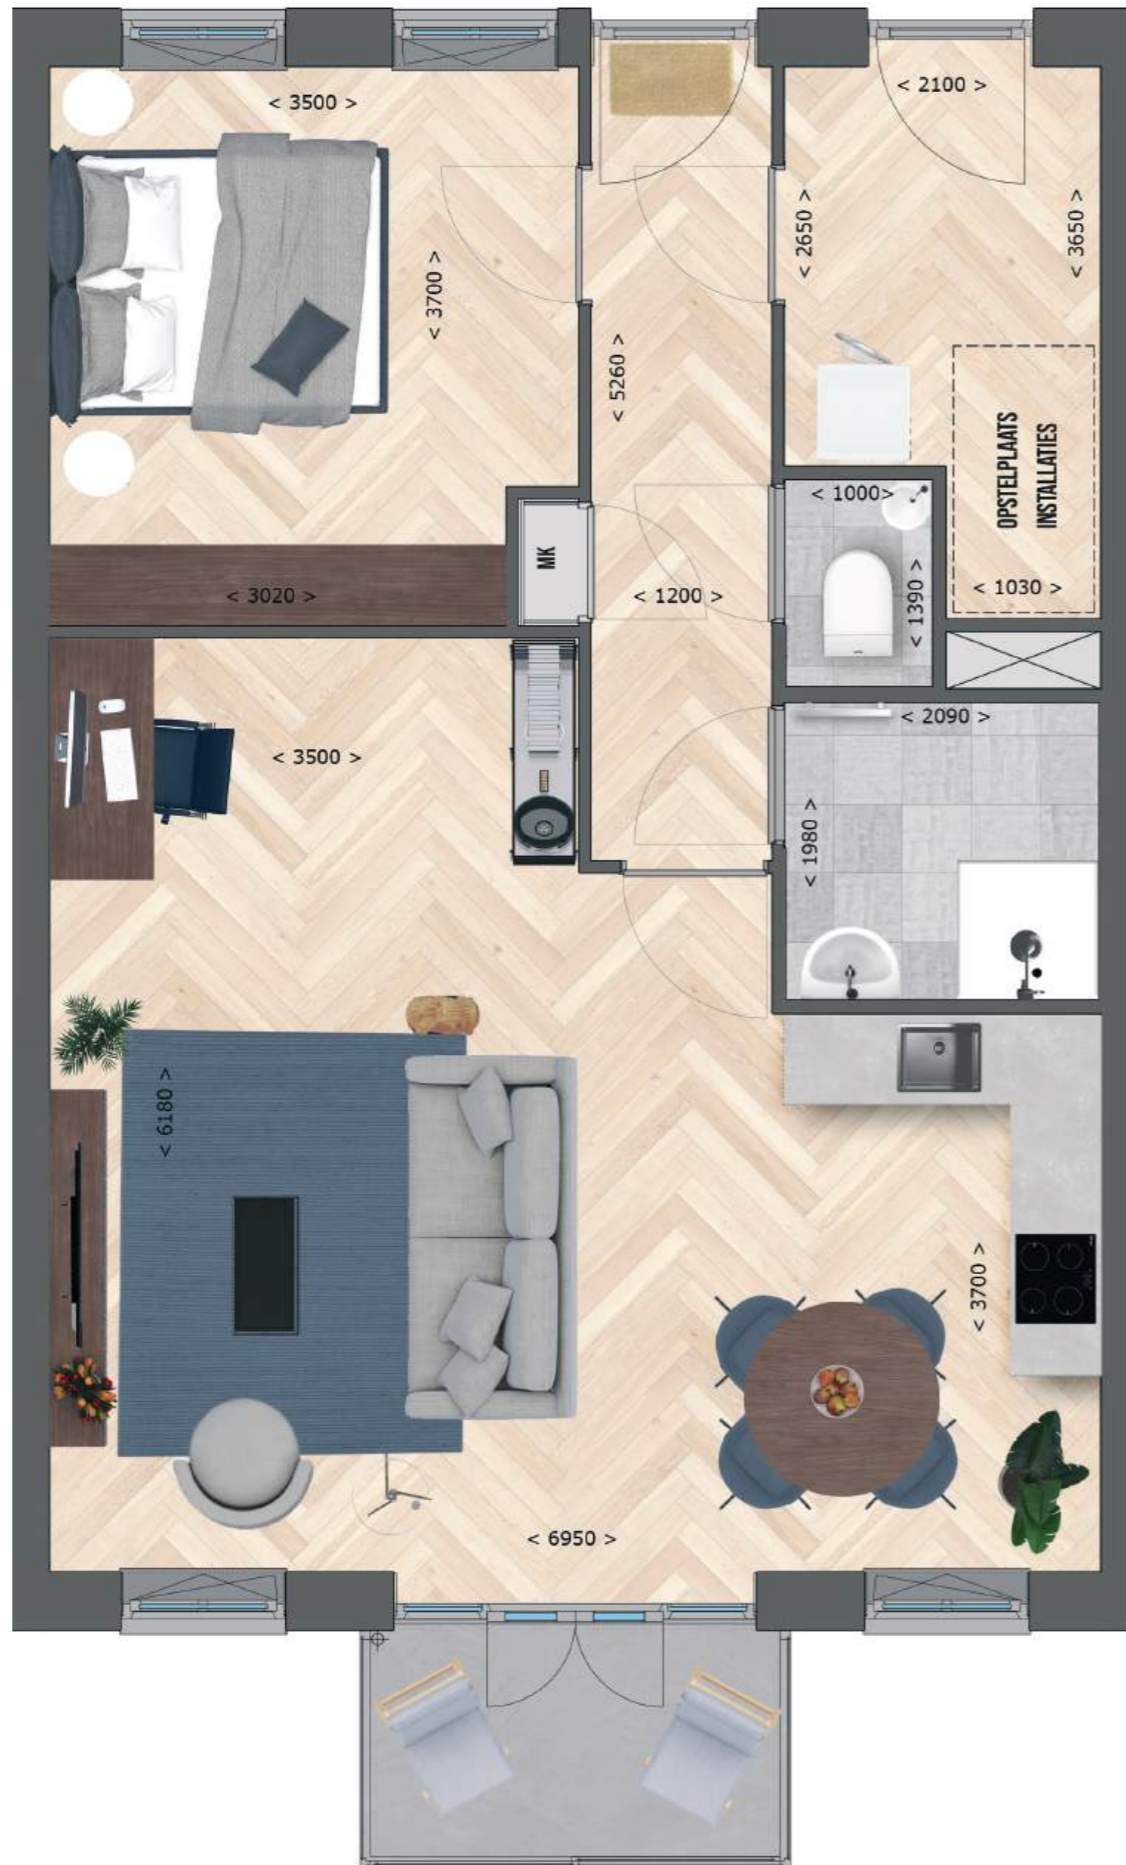 < 3500 >
< 2100 >
< 3700 >
< 5260 >
< 2650 >
< 3650 >
OPSTELPLAATS
INSTALLATIES
< 1000>
MK
< 3020 >
< 1200 >
< 1390 >
< 1030 >
< 3500 >
< 2090 >
< 1980 >
< 6180 >
< 3700 >
< 6950 >